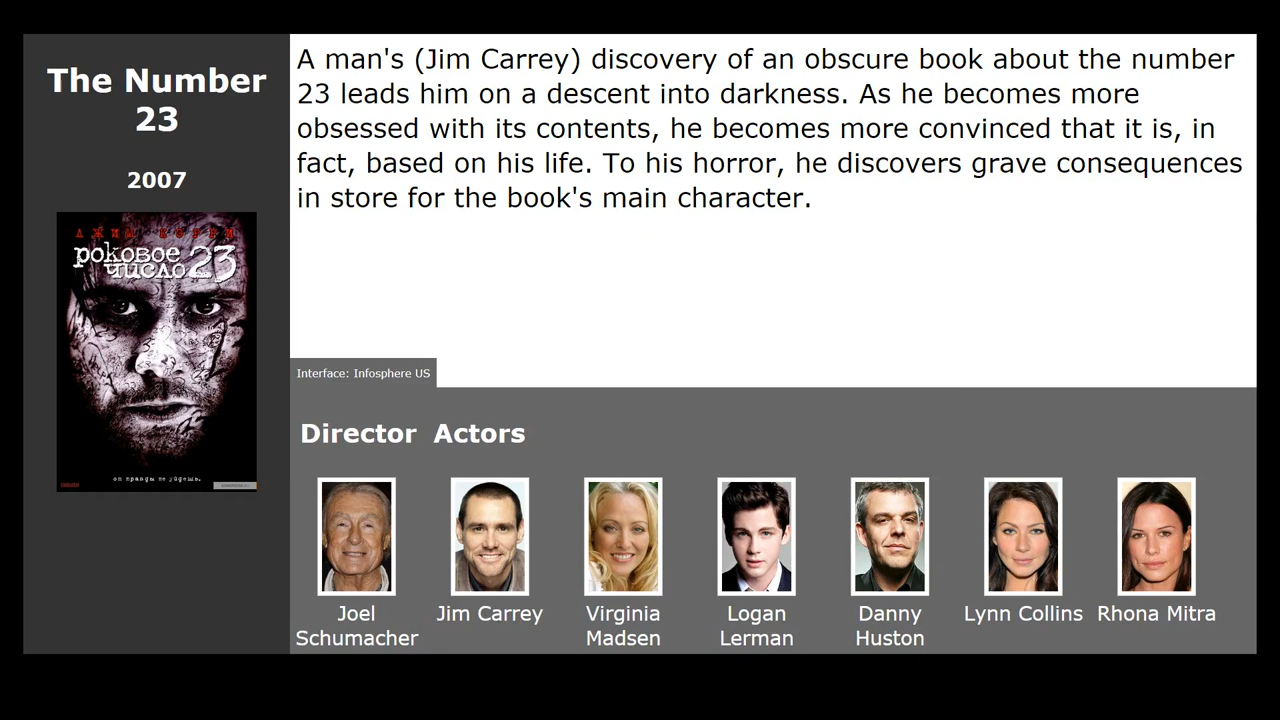 The Number
23
2007
ДЖИМ КЕРРИ
роковое
число 23
от правды не уйдешь.
A man's (Jim Carrey) discovery of an obscure book about the number
23 leads him on a descent into darkness. As he becomes more
obsessed with its contents, he becomes more convinced that it is, in
fact, based on his life. To his horror, he discovers grave consequences
in store for the book's main character.
Interface: Infosphere US
Director Actors
Joel
Schumacher
Jim Carrey
Virginia
Madsen
Logan
Lerman
Danny
Huston
Lynn Collins
Rhona Mitra